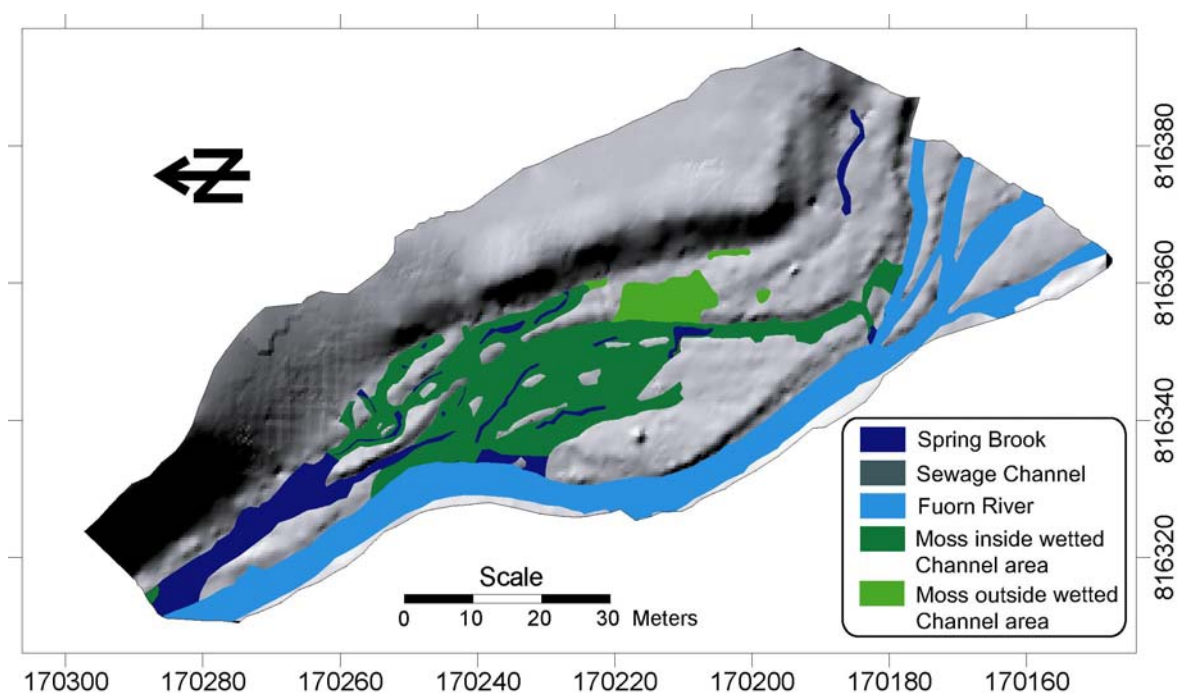 N
816380
816360
816340
816320
Spring Brook
Sewage Channel
Fuorn River
Moss inside wetted
Channel area
Moss outside wetted
Channel area
Scale
0 10 20 30 Meters
170300 170280 170260 170240 170220 170200 170180 170160